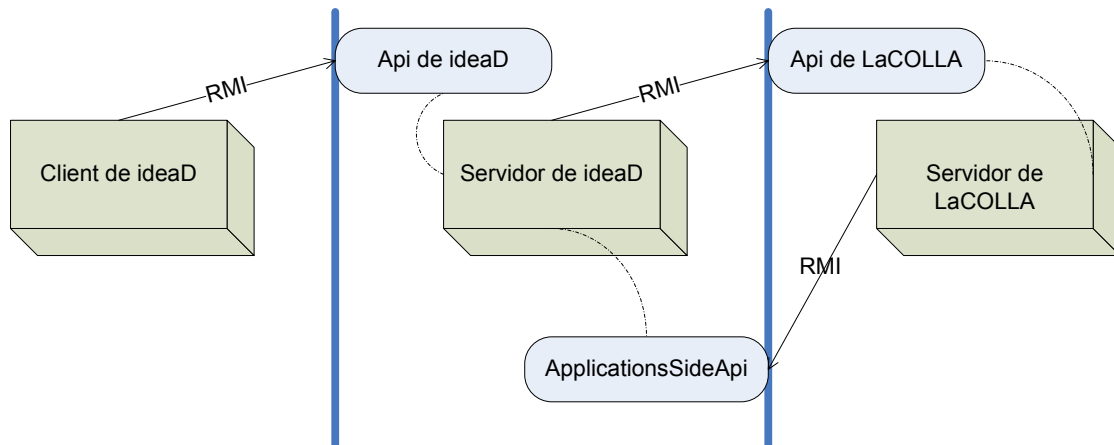 Api de ideaD
Api de LaCOLLA
RMI
RMI
Client de ideaD
Servidor de ideaD
Servidor de
LaCOLLA
RMI
ApplicationsSideApi